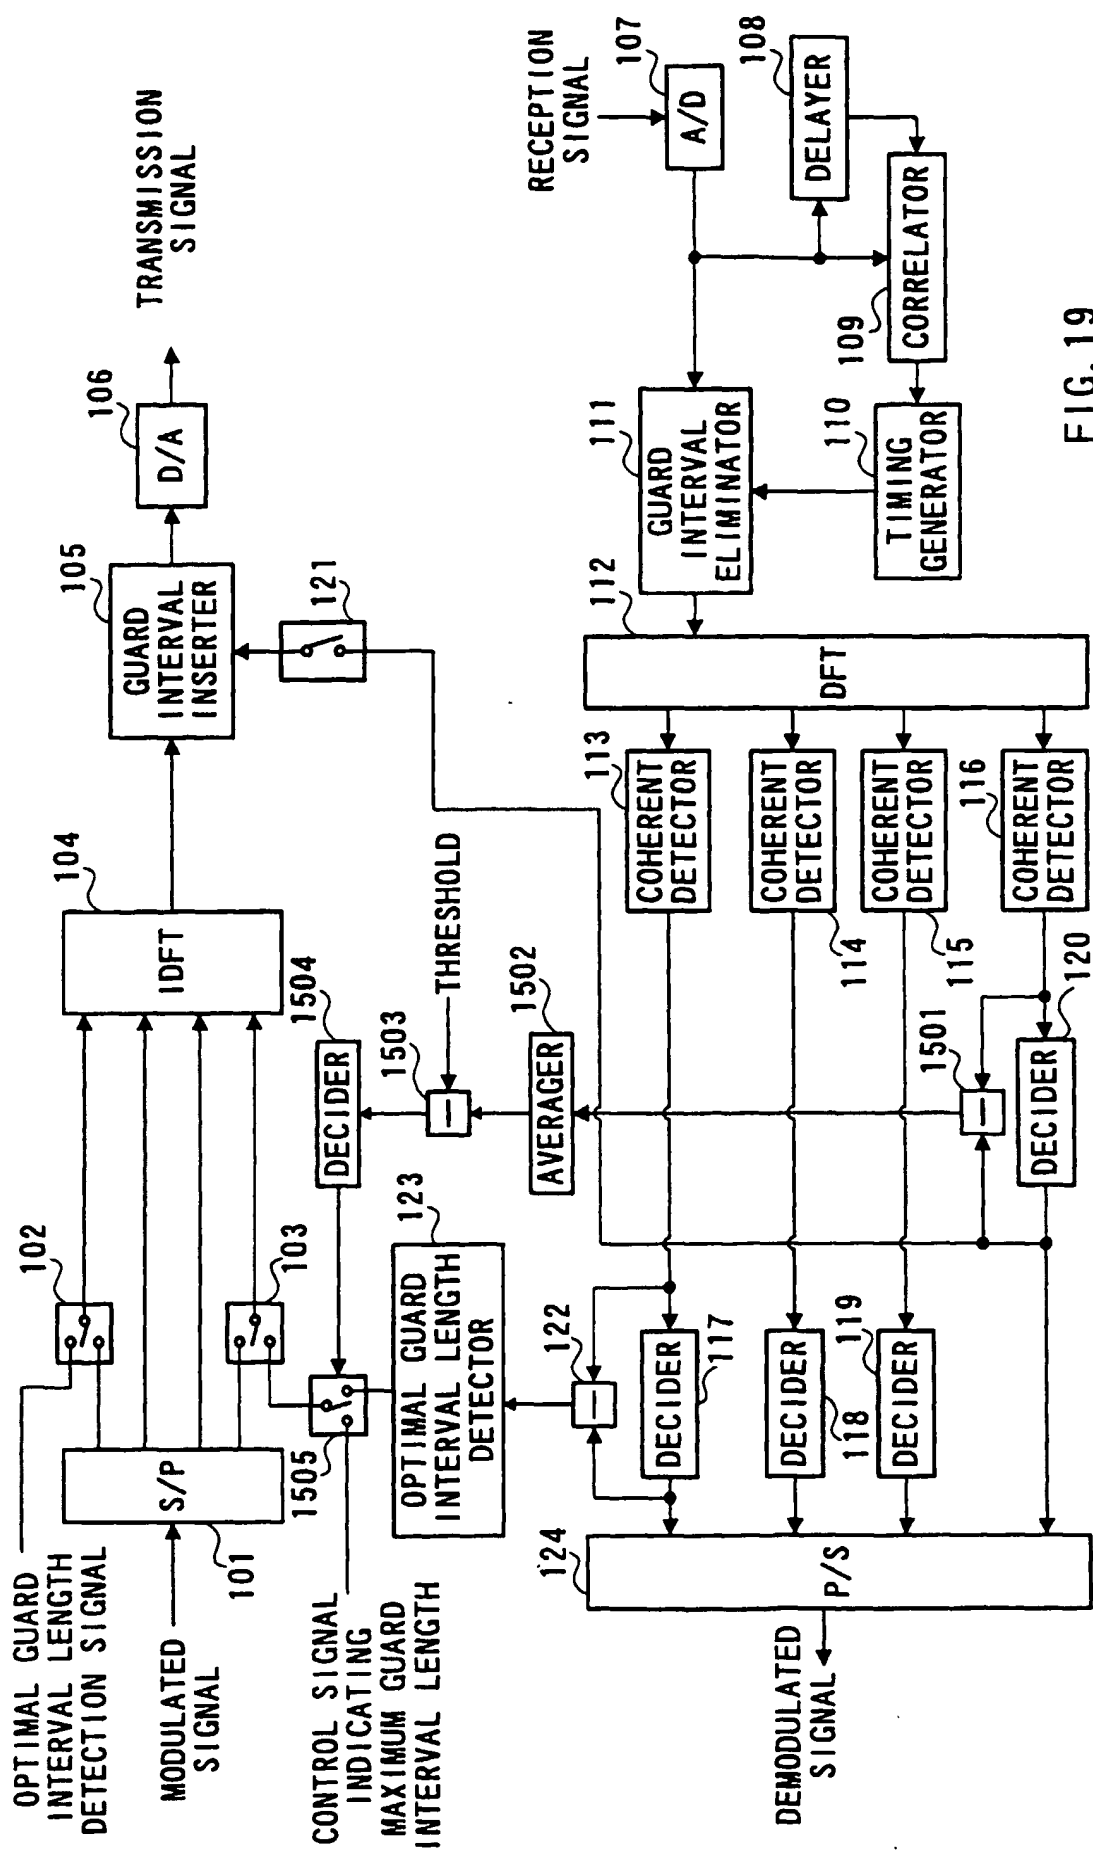 OPTIMAL GUARD
INTERVAL LENGTH
DETECTION SIGNAL
MODULATED
SIGNAL
101
S/P
102
103
104
IDFT
105
GUARD
INTERVAL
INSERTER
106
D/A
TRANSMISSION
SIGNAL
121
CONTROL SIGNAL
INDICATING
MAXIMUM GUARD
INTERVAL LENGTH
1505
1504
DECIDER
1503
THRESHOLD
1502
AVERAGER
123
OPTIMAL GUARD
INTERVAL LENGTH
DETECTOR
122
RECEPTION
SIGNAL
107
A/D
108
DELAYER
109
CORRELATOR
110
TIMING
GENERATOR
111
GUARD
INTERVAL
ELIMINATOR
112
DFT
113
COHERENT
DETECTOR
COHERENT
DETECTOR
114
COHERENT
DETECTOR
115
116
COHERENT
DETECTOR
1501
120
DECIDER
DECIDER
117
DECIDER
118
119
DECIDER
124
P/S
DEMODULATED
SIGNAL
FIG. 19